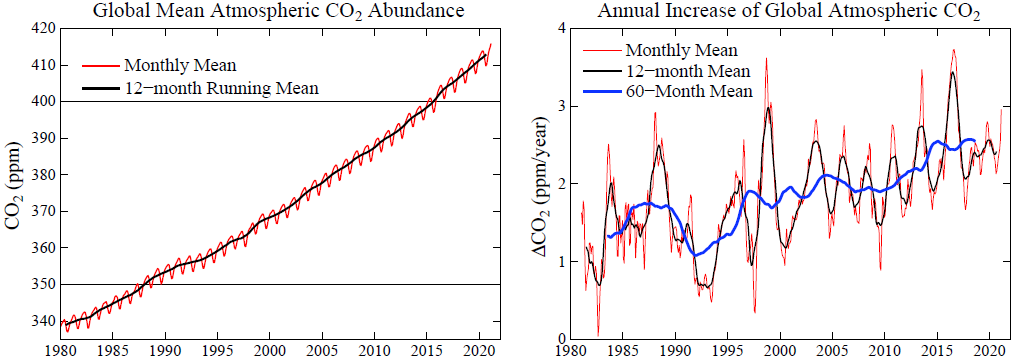 Global Mean Atmospheric CO₂ Abundance
420
410
400
390
380
370
360
350
340
CO₂ (ppm)
Monthly Mean
12−month Running Mean
1980 1985 1990 1995 2000 2005 2010 2015 2020
Annual Increase of Global Atmospheric CO₂
4
3
2
1
0
ΔCO₂ (ppm/year)
Monthly Mean
12−month Mean
60−Month Mean
1980 1985 1990 1995 2000 2005 2010 2015 2020